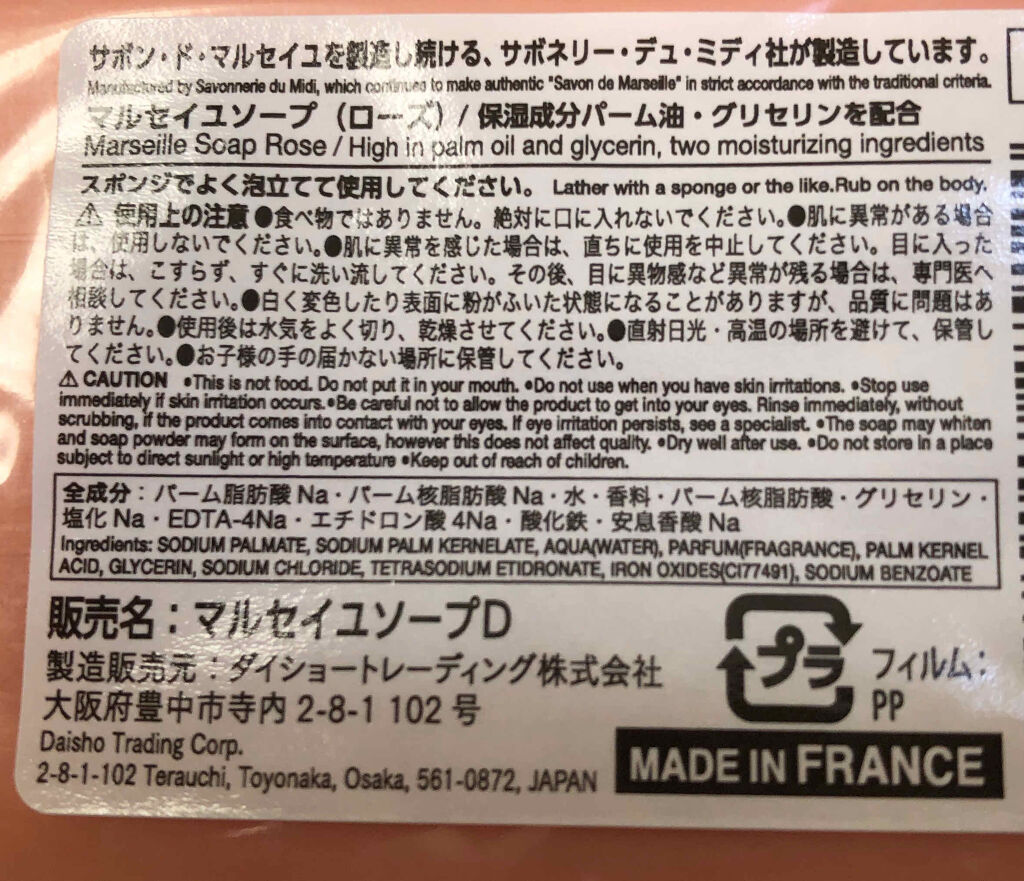 サボン・ド・マルセイユを製造し続ける、サボネリー・デュ・ミディ社が製造しています。
Manufactured by Savonnerie du Midi, which continues to make authentic "Savon de Marseille" in strict accordance with the traditional criteria.
マルセイユソープ（ローズ）/ 保湿成分パーム油・グリセリンを配合
Marseille Soap Rose / High in palm oil and glycerin, two moisturizing ingredients
スポンジでよく泡立てて使用してください。 Lather with a sponge or the like.Rub on the body.
⚠ 使用上の注意 ●食べ物ではありません。絶対に口に入れないでください。●肌に異常がある場合
は、使用しないでください。●肌に異常を感じた場合は、直ちに使用を中止してください。目に入った
場合は、こすらず、すぐに洗い流してください。その後、目に異物感など異常が残る場合は、専門医へ
相談してください。●白く変色したり表面に粉がふいた状態になることがありますが、品質に問題はあ
りません。●使用後は水気をよく切り、乾燥させてください。●直射日光・高温の場所を避けて、保管し
てください。●お子様の手の届かない場所に保管してください。
⚠ CAUTION ●This is not food. Do not put it in your mouth. ●Do not use when you have skin irritations. ●Stop use
immediately if skin irritation occurs.●Be careful not to allow the product to get into your eyes. Rinse immediately, without
scrubbing, if the product comes into contact with your eyes. If eye irritation persists, see a specialist. ●The soap may whiten
and soap powder may form on the surface, however this does not affect quality. ●Dry well after use. ●Do not store in a place
subject to direct sunlight or high temperature ●Keep out of reach of children.
全成分：パーム脂肪酸 Na・パーム核脂肪酸 Na・水・香料・パーム核脂肪酸・グリセリン・
塩化 Na・EDTA-4Na・エチドロン酸 4Na・酸化鉄・安息香酸 Na
Ingredients: SODIUM PALMATE, SODIUM PALM KERNELATE, AQUA(WATER), PARFUM(FRAGRANCE), PALM KERNEL
ACID, GLYCERIN, SODIUM CHLORIDE, TETRASODIUM ETIDRONATE, IRON OXIDES(CI77491), SODIUM BENZOATE
販売名：マルセイユソープD
製造販売元：ダイショートレーディング株式会社
大阪府豊中市寺内 2-8-1 102 号
Daisho Trading Corp.
2-8-1-102 Terauchi, Toyonaka, Osaka, 561-0872, JAPAN
プラ
フィルム：
PP
MADE IN FRANCE